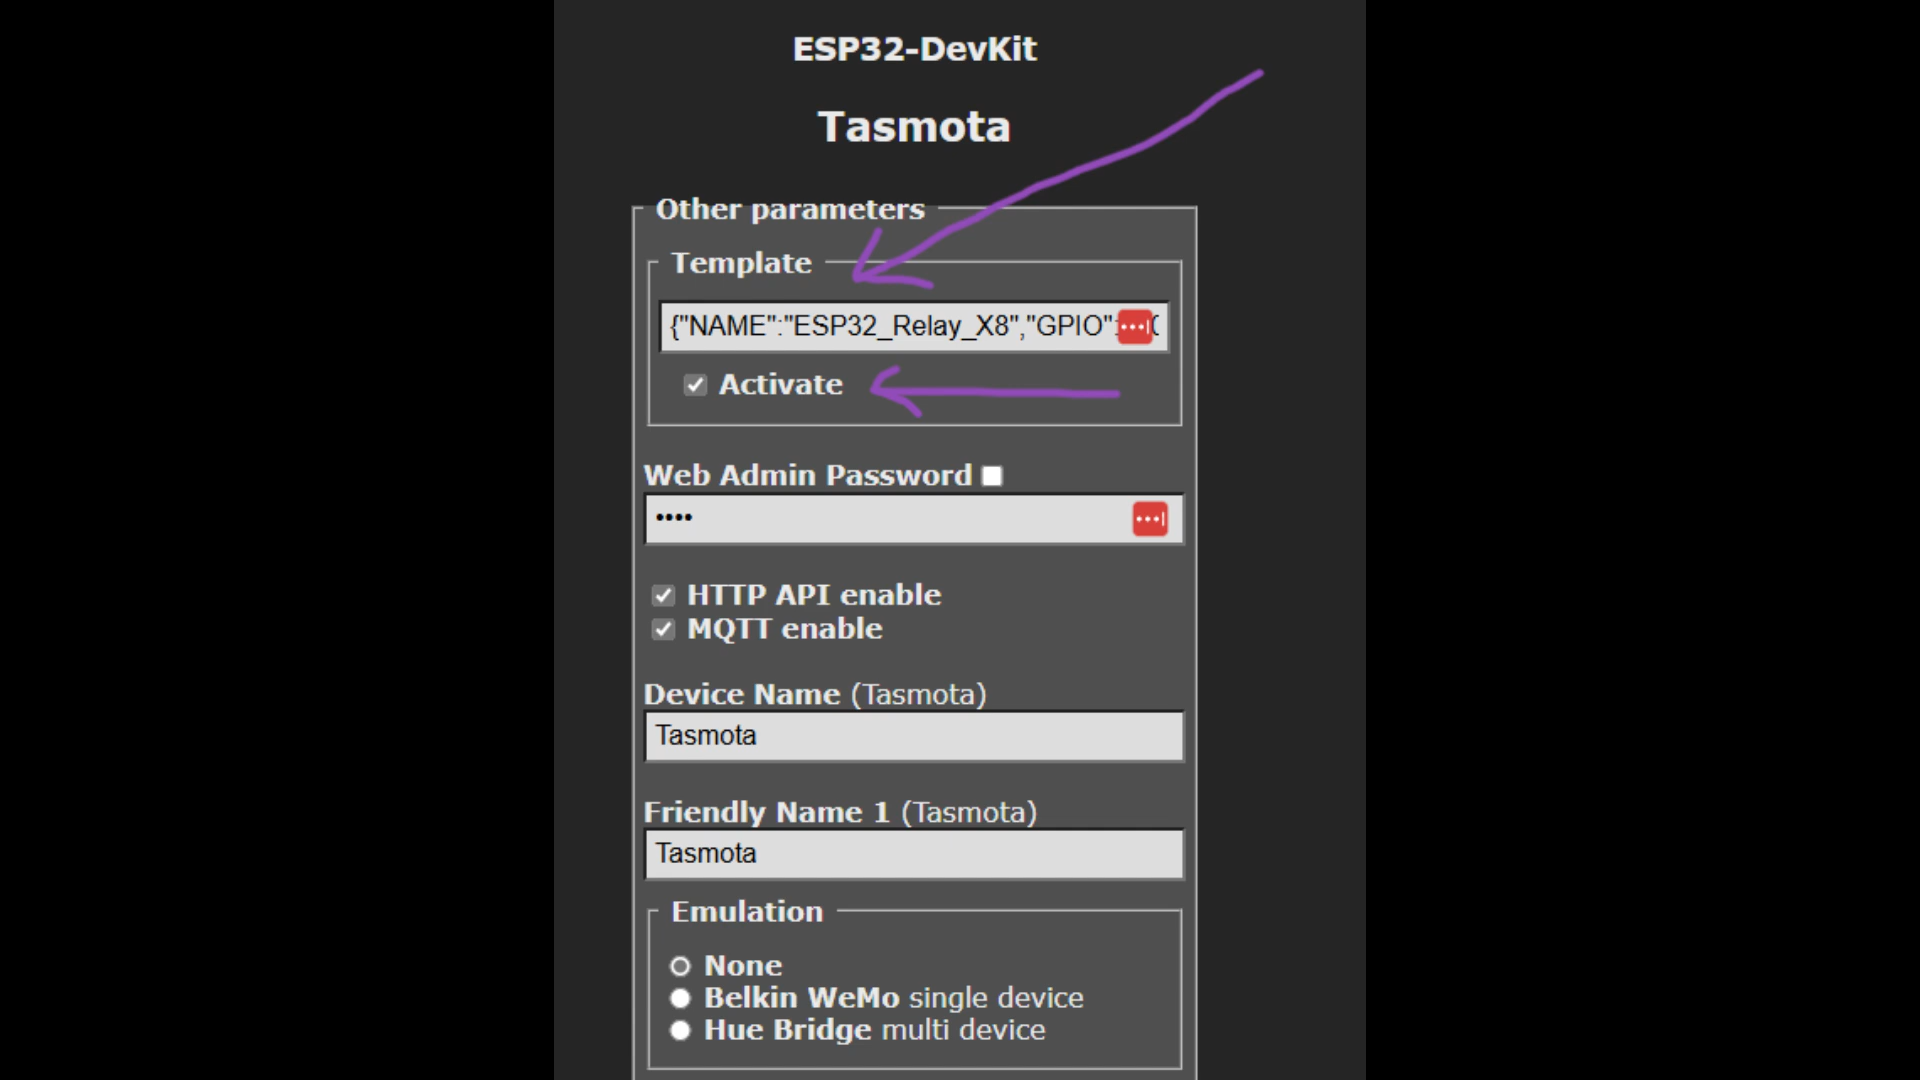 ESP32-DevKit
Tasmota
Other parameters
Template
{"NAME":"ESP32_Relay_X8","GPIO"
Activate
Web Admin Password
••••
HTTP API enable
MQTT enable
Device Name (Tasmota)
Tasmota
Friendly Name 1 (Tasmota)
Tasmota
Emulation
None
Belkin WeMo single device
Hue Bridge multi device